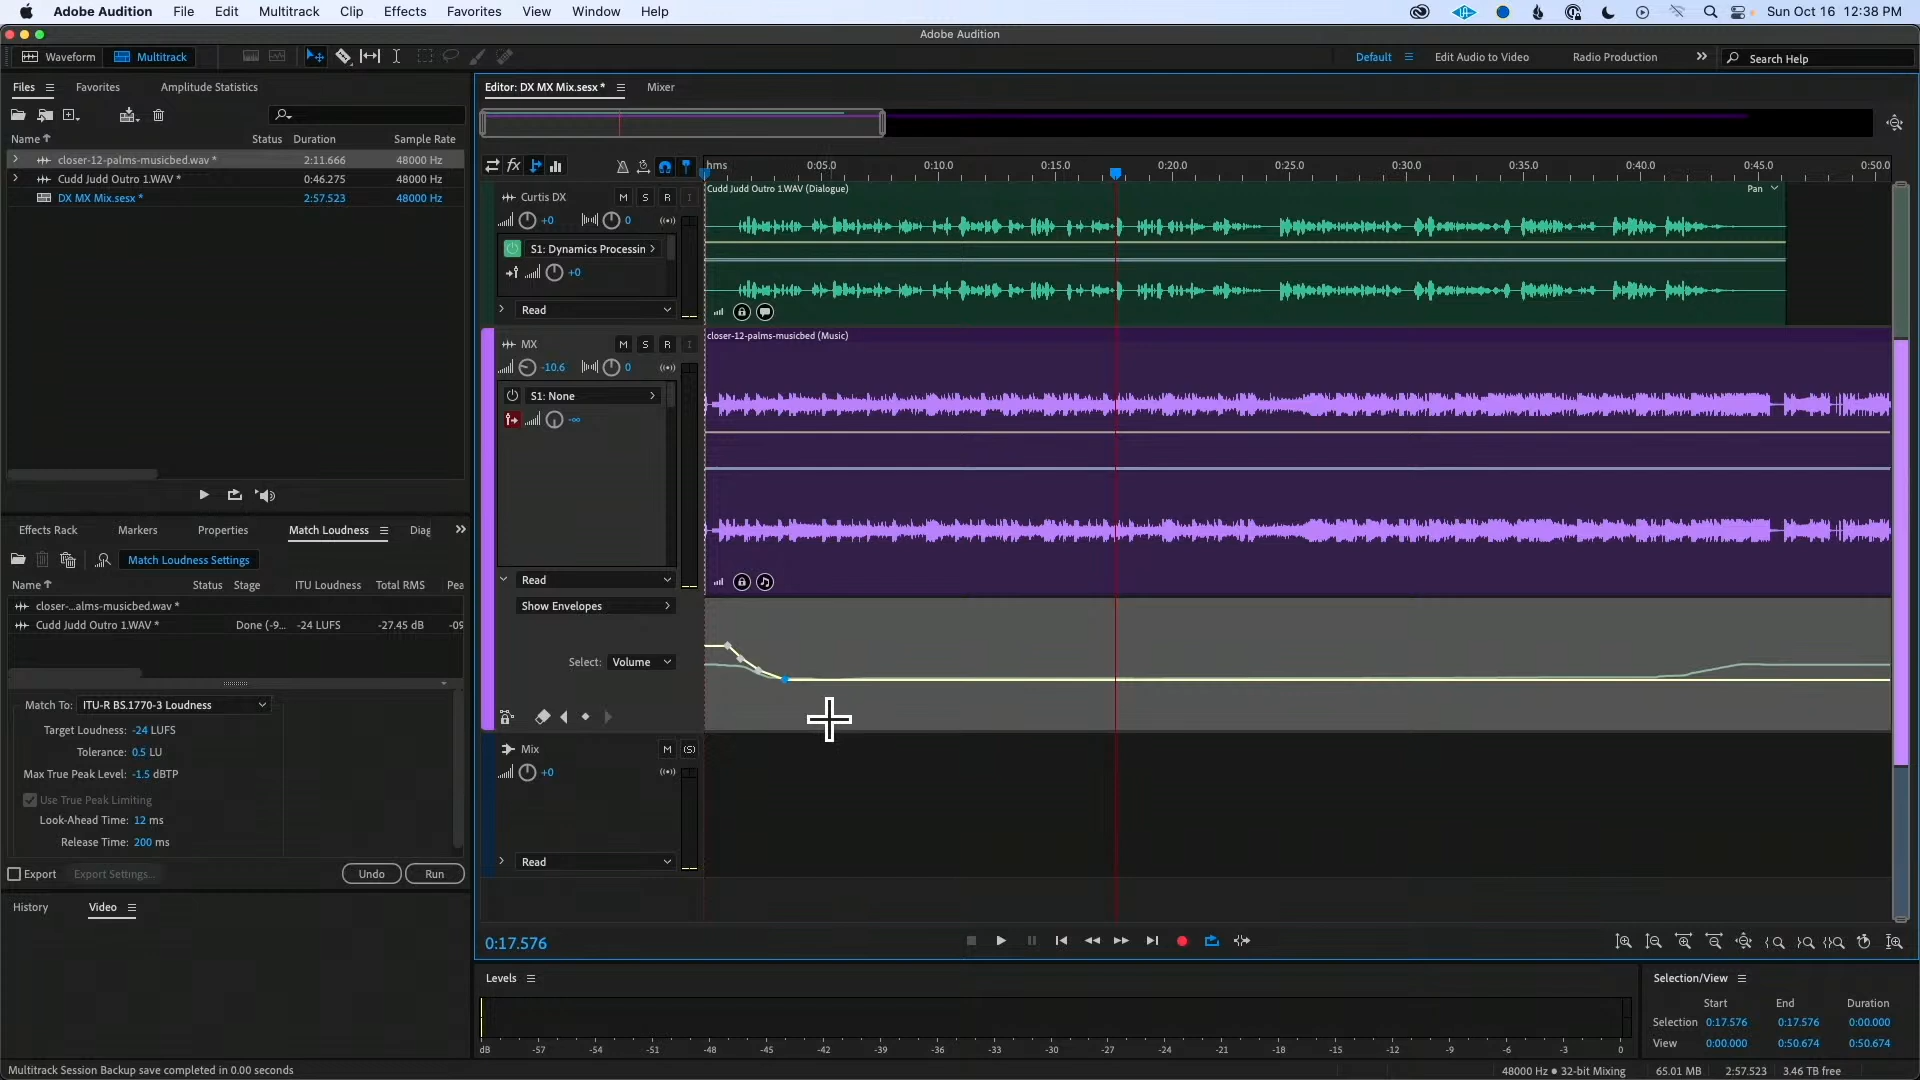 Adobe Audition File Edit Multitrack Clip Effects Favorites View Window Help Sun Oct 16 12:38 PM
Adobe Audition
Waveform Multitrack Default Edit Audio to Video Radio Production Search Help
Files Favorites Amplitude Statistics
Name Status Duration Sample Rate
closer-12-palms-musicbed.wav * 2:11.666 48000 Hz
Cudd Judd Outro 1.WAV * 0:46.275 48000 Hz
DX MX Mix.sesx * 2:57.523 48000 Hz
Effects Rack Markers Properties Match Loudness Diag
Match Loudness Settings
Name Status Stage ITU Loudness Total RMS Pea
closer-...alms-musicbed.wav *
Cudd Judd Outro 1.WAV * Done (-9... -24 LUFS -27.45 dB -09
Match To: ITU-R BS.1770-3 Loudness
Target Loudness: -24 LUFS
Tolerance: 0.5 LU
Max True Peak Level: -1.5 dBTP
Use True Peak Limiting
Look-Ahead Time: 12 ms
Release Time: 200 ms
Export Export Settings... Undo Run
History Video
Editor: DX MX Mix.sesx * Mixer
fx hms 0:05.0 0:10.0 0:15.0 0:20.0 0:25.0 0:30.0 0:35.0 0:40.0 0:45.0 0:50.0
Curtis DX M S R I Cudd Judd Outro 1.WAV (Dialogue) Pan
+0 0
S1: Dynamics Processin
+0
Read
MX M S R I closer-12-palms-musicbed (Music)
-10.6 0
S1: None
-∞
Read
Show Envelopes
Select: Volume
Mix M (S)
+0
Read
0:17.576
Levels
dB -57 -54 -51 -48 -45 -42 -39 -36 -33 -30 -27 -24 -21 -18 -15 -12 -9 -6 -3 0
Selection/View
Start End Duration
Selection 0:17.576 0:17.576 0:00.000
View 0:00.000 0:50.674 0:50.674
Multitrack Session Backup save completed in 0.00 seconds 48000 Hz ● 32-bit Mixing 65.01 MB 2:57.523 3.46 TB free